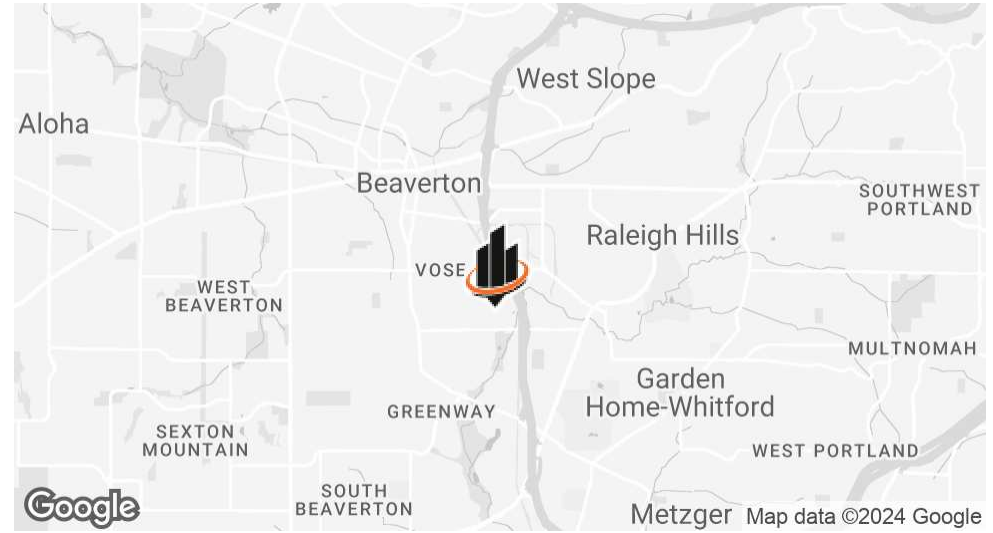 West Slope
Aloha
Beaverton
SOUTHWEST
PORTLAND
Raleigh Hills
VOSE
WEST
BEAVERTON
MULTNOMAH
Garden
Home-Whitford
GREENWAY
SEXTON
MOUNTAIN
WEST PORTLAND
SOUTH
BEAVERTON
Google
Metzger
Map data ©2024 Google